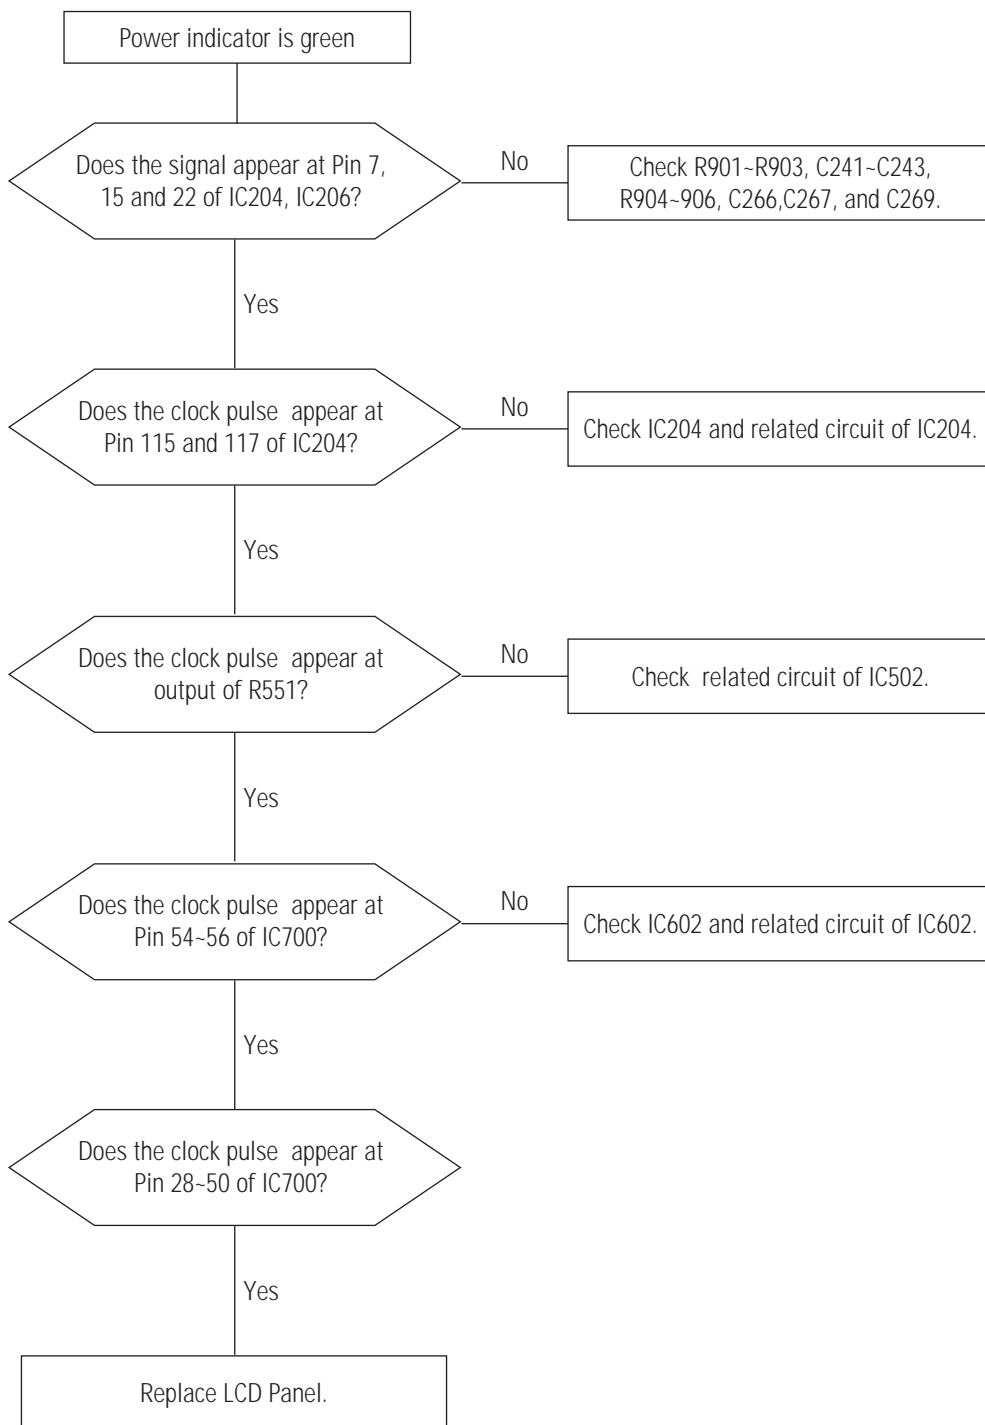 Power indicator is green
Does the signal appear at Pin 7,
15 and 22 of IC204, IC206?
No
Check R901~R903, C241~C243,
R904~906, C266,C267, and C269.
Yes
Does the clock pulse appear at
Pin 115 and 117 of IC204?
No
Check IC204 and related circuit of IC204.
Yes
Does the clock pulse appear at
output of R551?
No
Check related circuit of IC502.
Yes
Does the clock pulse appear at
Pin 54~56 of IC700?
No
Check IC602 and related circuit of IC602.
Yes
Does the clock pulse appear at
Pin 28~50 of IC700?
Yes
Replace LCD Panel.